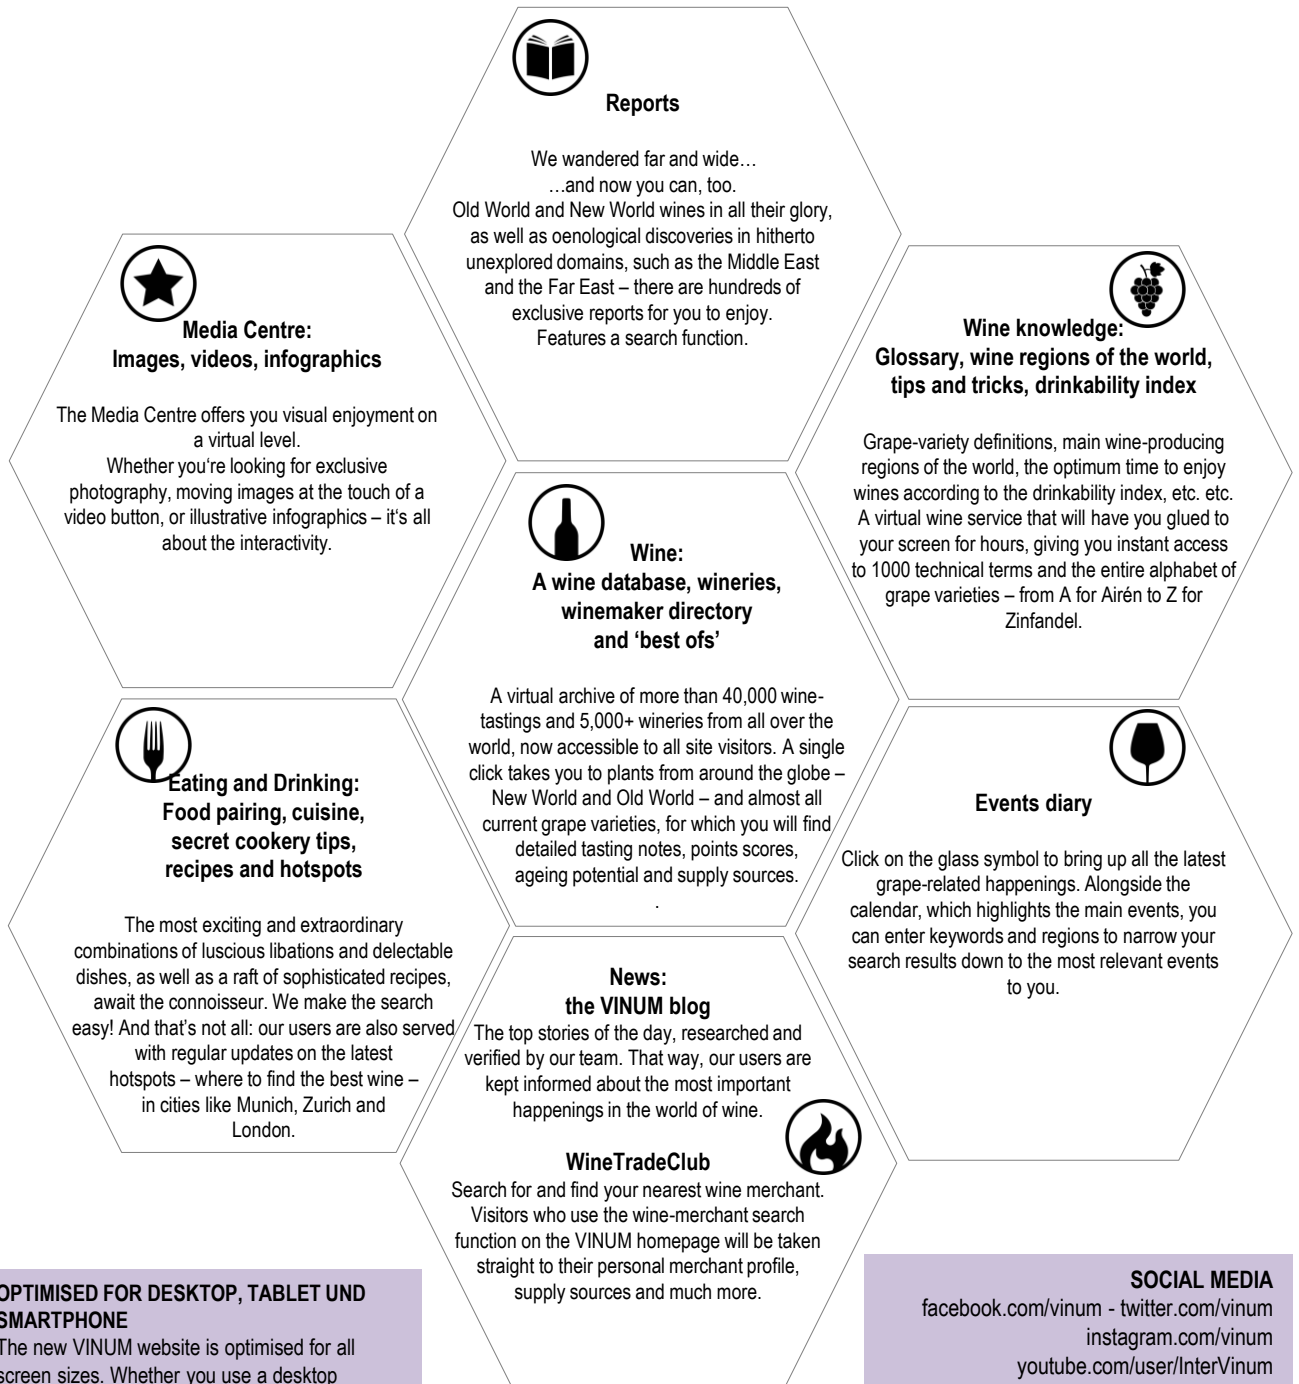 Reports
We wandered far and wide…
…and now you can, too.
Old World and New World wines in all their glory,
as well as oenological discoveries in hitherto
unexplored domains, such as the Middle East
and the Far East – there are hundreds of
exclusive reports for you to enjoy.
Features a search function.
Media Centre:
Images, videos, infographics
The Media Centre offers you visual enjoyment on
a virtual level.
Whether you‘re looking for exclusive
photography, moving images at the touch of a
video button, or illustrative infographics – it‘s all
about the interactivity.
Wine knowledge:
Glossary, wine regions of the world,
tips and tricks, drinkability index
Grape-variety definitions, main wine-producing
regions of the world, the optimum time to enjoy
wines according to the drinkability index, etc. etc.
A virtual wine service that will have you glued to
your screen for hours, giving you instant access
to 1000 technical terms and the entire alphabet of
grape varieties – from A for Airén to Z for
Zinfandel.
Wine:
A wine database, wineries,
winemaker directory
and ‘best ofs’
A virtual archive of more than 40,000 wine-
tastings and 5,000+ wineries from all over the
world, now accessible to all site visitors. A single
click takes you to plants from around the globe –
New World and Old World – and almost all
current grape varieties, for which you will find
detailed tasting notes, points scores,
ageing potential and supply sources.
.
Eating and Drinking:
Food pairing, cuisine,
secret cookery tips,
recipes and hotspots
The most exciting and extraordinary
combinations of luscious libations and delectable
dishes, as well as a raft of sophisticated recipes,
await the connoisseur. We make the search
easy! And that’s not all: our users are also served
with regular updates on the latest
hotspots – where to find the best wine –
in cities like Munich, Zurich and
London.
Events diary
Click on the glass symbol to bring up all the latest
grape-related happenings. Alongside the
calendar, which highlights the main events, you
can enter keywords and regions to narrow your
search results down to the most relevant events
to you.
News:
the VINUM blog
The top stories of the day, researched and
verified by our team. That way, our users are
kept informed about the most important
happenings in the world of wine.
WineTradeClub
Search for and find your nearest wine merchant.
Visitors who use the wine-merchant search
function on the VINUM homepage will be taken
straight to their personal merchant profile,
supply sources and much more.
OPTIMISED FOR DESKTOP, TABLET UND
SMARTPHONE
The new VINUM website is optimised for all
screen sizes. Whether you use a desktop
SOCIAL MEDIA
facebook.com/vinum - twitter.com/vinum
instagram.com/vinum
youtube.com/user/InterVinum